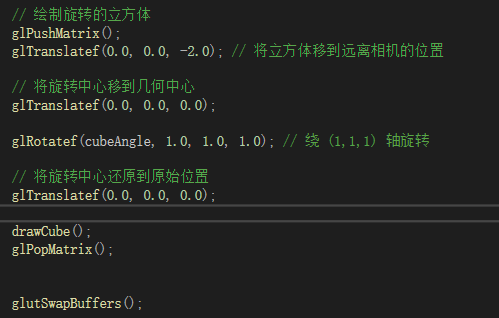 // 绘制旋转的立方体
glPushMatrix();
glTranslatef(0.0, 0.0, -2.0); // 将立方体移到远离相机的位置
// 将旋转中心移到几何中心
glTranslatef(0.0, 0.0, 0.0);
glRotatef(cubeAngle, 1.0, 1.0, 1.0); // 绕 (1,1,1) 轴旋转
// 将旋转中心还原到原始位置
glTranslatef(0.0, 0.0, 0.0);
drawCube();
glPopMatrix();
glutSwapBuffers();